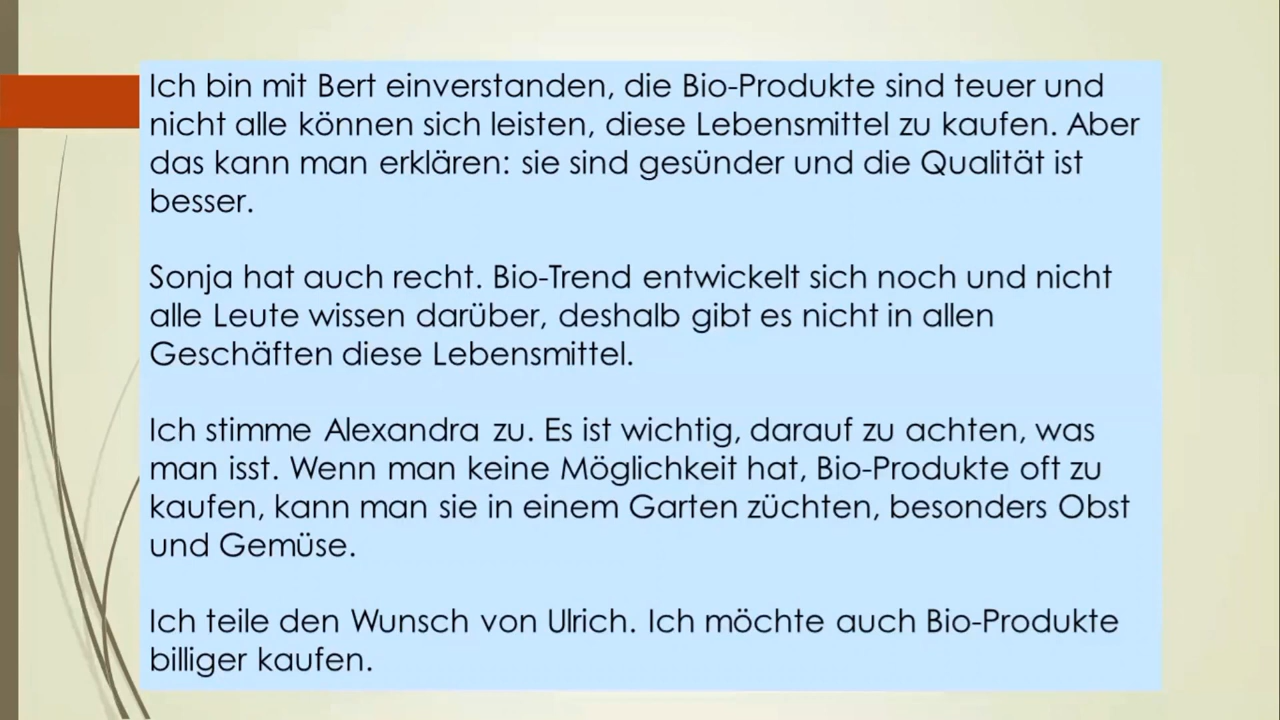 Ich bin mit Bert einverstanden, die Bio-Produkte sind teuer und
nicht alle können sich leisten, diese Lebensmittel zu kaufen. Aber
das kann man erklären: sie sind gesünder und die Qualität ist
besser.
Sonja hat auch recht. Bio-Trend entwickelt sich noch und nicht
alle Leute wissen darüber, deshalb gibt es nicht in allen
Geschäften diese Lebensmittel.
Ich stimme Alexandra zu. Es ist wichtig, darauf zu achten, was
man isst. Wenn man keine Möglichkeit hat, Bio-Produkte oft zu
kaufen, kann man sie in einem Garten züchten, besonders Obst
und Gemüse.
Ich teile den Wunsch von Ulrich. Ich möchte auch Bio-Produkte
billiger kaufen.